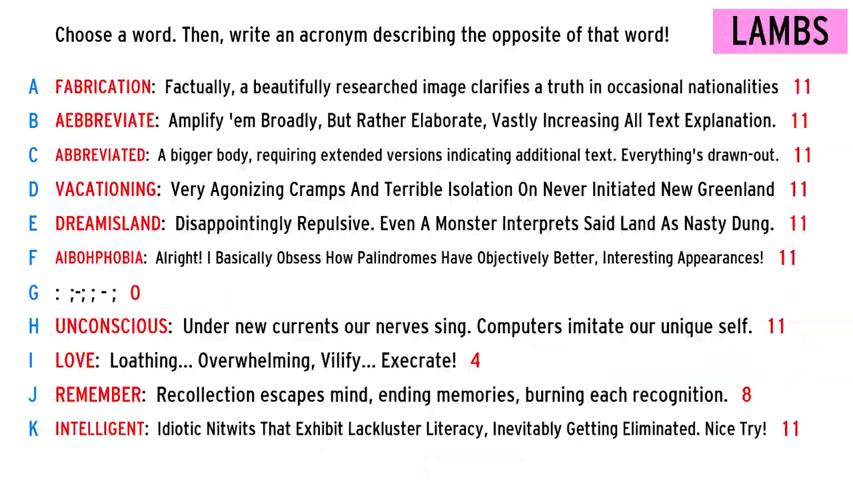 Choose a word. Then, write an acronym describing the opposite of that word!
LAMBS
A FABRICATION: Factually, a beautifully researched image clarifies a truth in occasional nationalities 11
B AEBBREVIATE: Amplify 'em Broadly, But Rather Elaborate, Vastly Increasing All Text Explanation. 11
C ABBREVIATED: A bigger body, requiring extended versions indicating additional text. Everything's drawn-out. 11
D VACATIONING: Very Agonizing Cramps And Terrible Isolation On Never Initiated New Greenland 11
E DREAMISLAND: Disappointingly Repulsive. Even A Monster Interprets Said Land As Nasty Dung. 11
F AIBOHPHOBIA: Alright! I Basically Obsess How Palindromes Have Objectively Better, Interesting Appearances! 11
G : ;-; ; - ; 0
H UNCONSCIOUS: Under new currents our nerves sing. Computers imitate our unique self. 11
I LOVE: Loathing... Overwhelming, Vilify... Execrate! 4
J REMEMBER: Recollection escapes mind, ending memories, burning each recognition. 8
K INTELLIGENT: Idiotic Nitwits That Exhibit Lackluster Literacy, Inevitably Getting Eliminated. Nice Try! 11